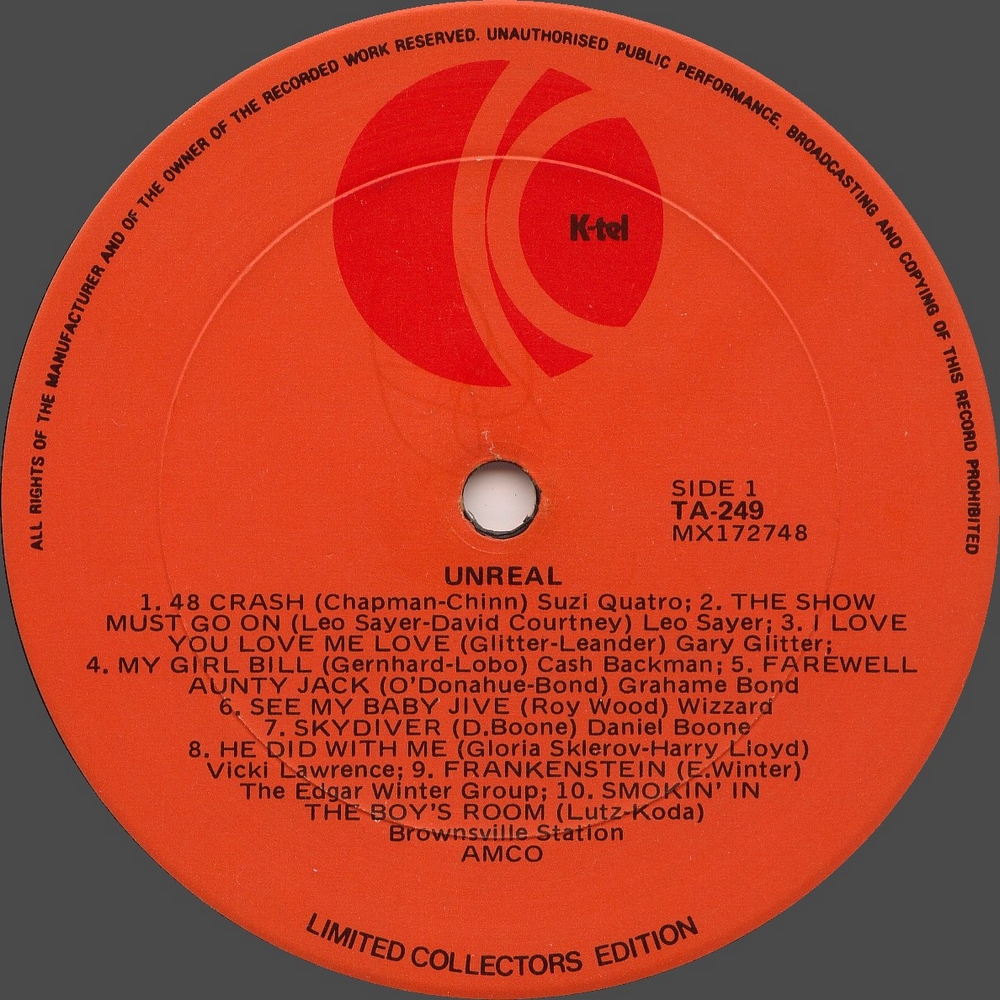 ALL RIGHTS OF THE MANUFACTURER AND OF THE OWNER OF THE RECORDED WORK RESERVED. UNAUTHORISED PUBLIC PERFORMANCE, BROADCASTING AND COPYING OF THIS RECORD PROHIBITED
K-tel
SIDE 1
TA-249
MX172748
UNREAL
1. 48 CRASH (Chapman-Chinn) Suzi Quatro; 2. THE SHOW
MUST GO ON (Leo Sayer-David Courtney) Leo Sayer; 3. I LOVE
YOU LOVE ME LOVE (Glitter-Leander) Gary Glitter;
4. MY GIRL BILL (Gernhard-Lobo) Cash Backman; 5. FAREWELL
AUNTY JACK (O'Donahue-Bond) Grahame Bond
6. SEE MY BABY JIVE (Roy Wood) Wizzard
7. SKYDIVER (D.Boone) Daniel Boone
8. HE DID WITH ME (Gloria Sklerov-Harry Lloyd)
Vicki Lawrence; 9. FRANKENSTEIN (E.Winter)
The Edgar Winter Group; 10. SMOKIN' IN
THE BOY'S ROOM (Lutz-Koda)
Brownsville Station
AMCO
LIMITED COLLECTORS EDITION